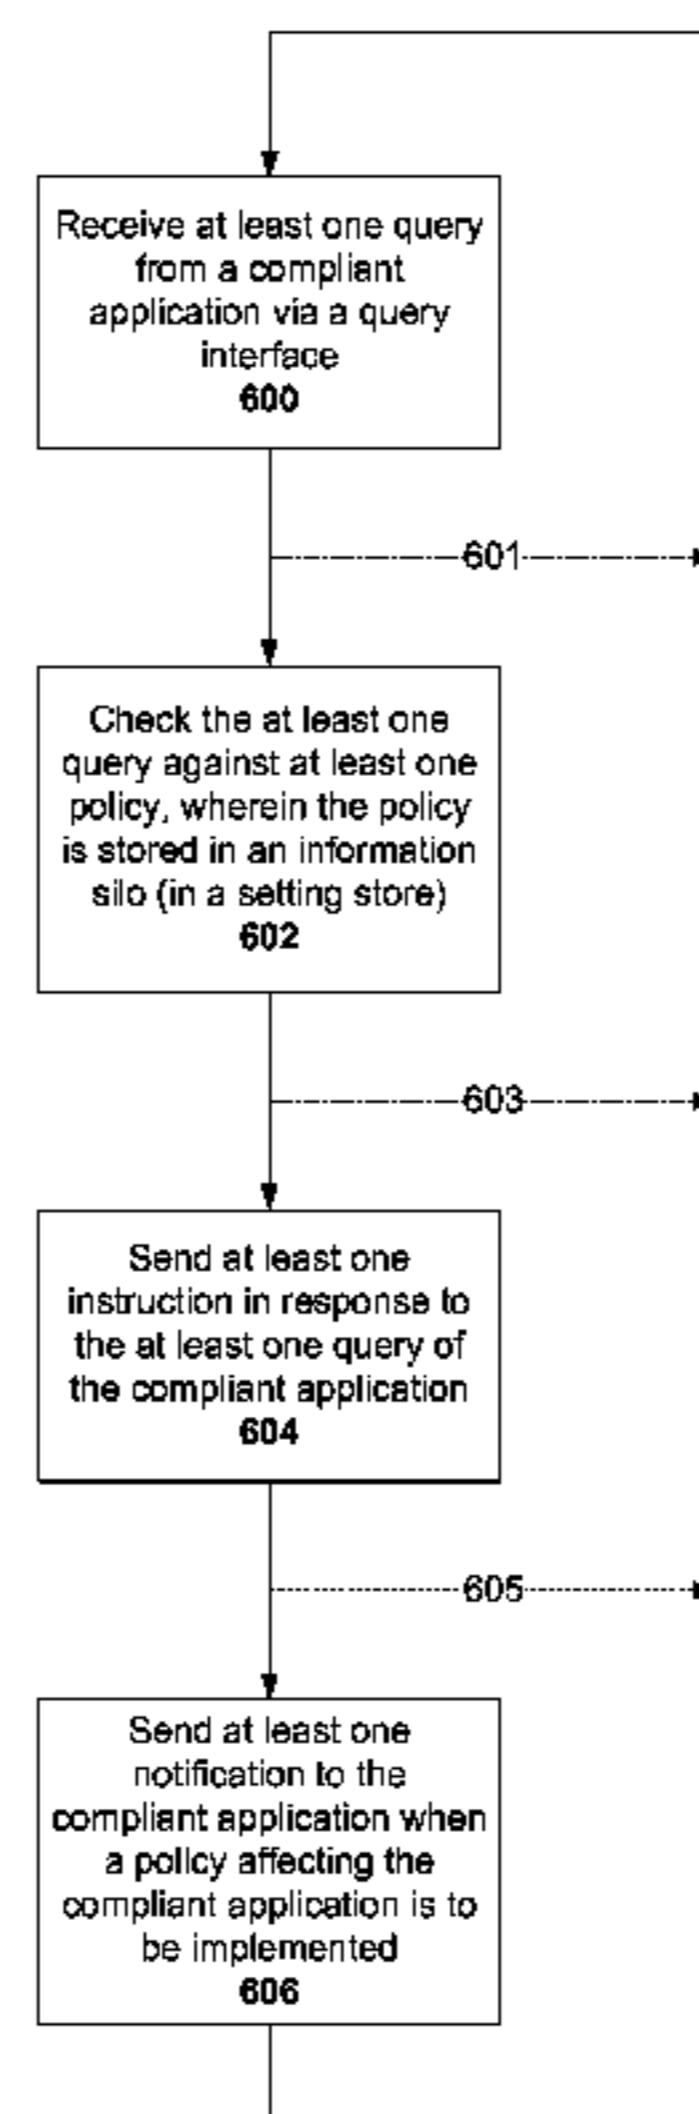 Receive at least one query
from a compliant
application via a query
interface
600
601
Check the at least one
query against at least one
policy, wherein the policy
is stored in an information
silo (in a setting store)
602
603
Send at least one
instruction in response to
the at least one query of
the compliant application
604
605
Send at least one
notification to the
compliant application when
a policy affecting the
compliant application is to
be implemented
606